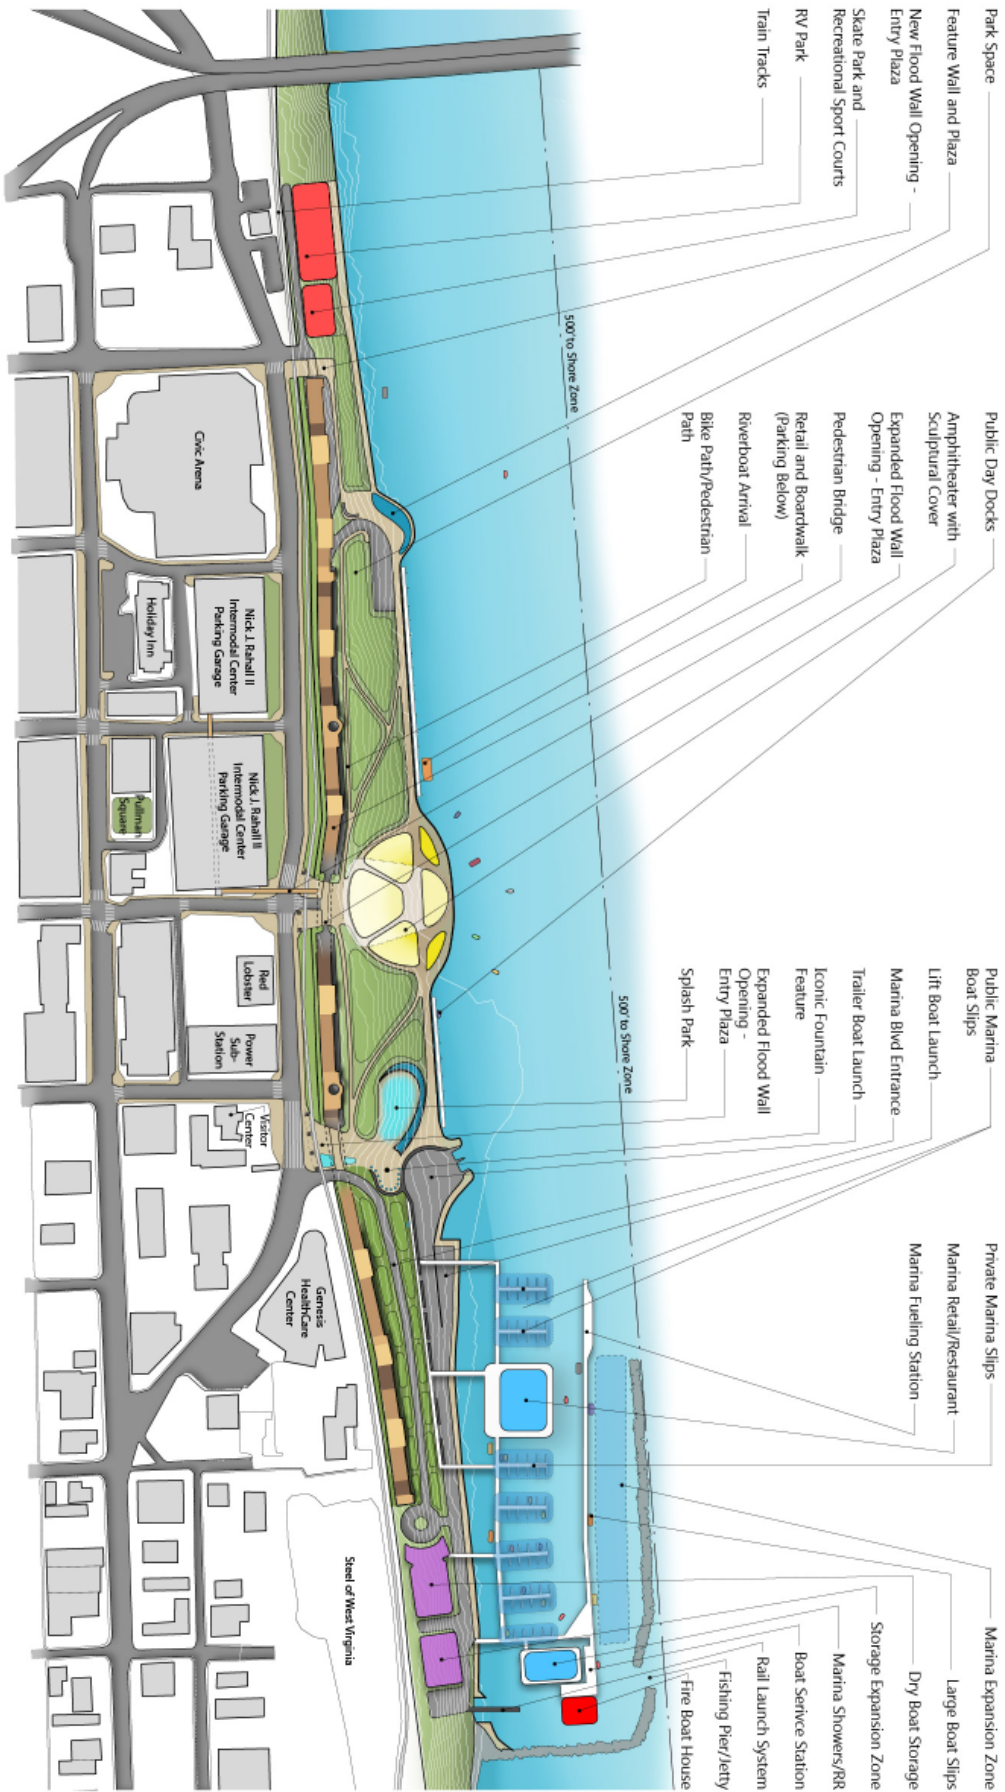 Park Space
Feature Wall and Plaza
New Flood Wall Opening -
Entry Plaza
Skate Park and
Recreational Sport Courts
RV Park
Train Tracks
Public Day Docks
Amphitheater with
Sculptural Cover
Expanded Flood Wall
Opening - Entry Plaza
Pedestrian Bridge
Retail and Boardwalk
(Parking Below)
Riverboat Arrival
Bike Path/Pedestrian
Path
Public Marina
Boat Slips
Lift Boat Launch
Marina Blvd Entrance
Trailer Boat Launch
Iconic Fountain
Feature
Expanded Flood Wall
Opening -
Entry Plaza
Splash Park
Private Marina Slips
Marina Retail/Restaurant
Marina Fueling Station
Marina Expansion Zone
Large Boat Slips
Dry Boat Storage
Storage Expansion Zone
Marina Showers/RR
Boat Serivce Station
Rail Launch System
Fishing Pier/Jetty
Fire Boat House
500' to Shore Zone
500' to Shore Zone
Civic Arena
Holiday Inn
Nick J. Rahall II
Intermodal Center
Parking Garage
Nick J. Rahall II
Intermodal Center
Parking Garage
Pullman
Square
Red
Lobster
Power
Sub-
Station
Visitor
Center
Genesis
HealthCare
Center
Steel of West Virginia